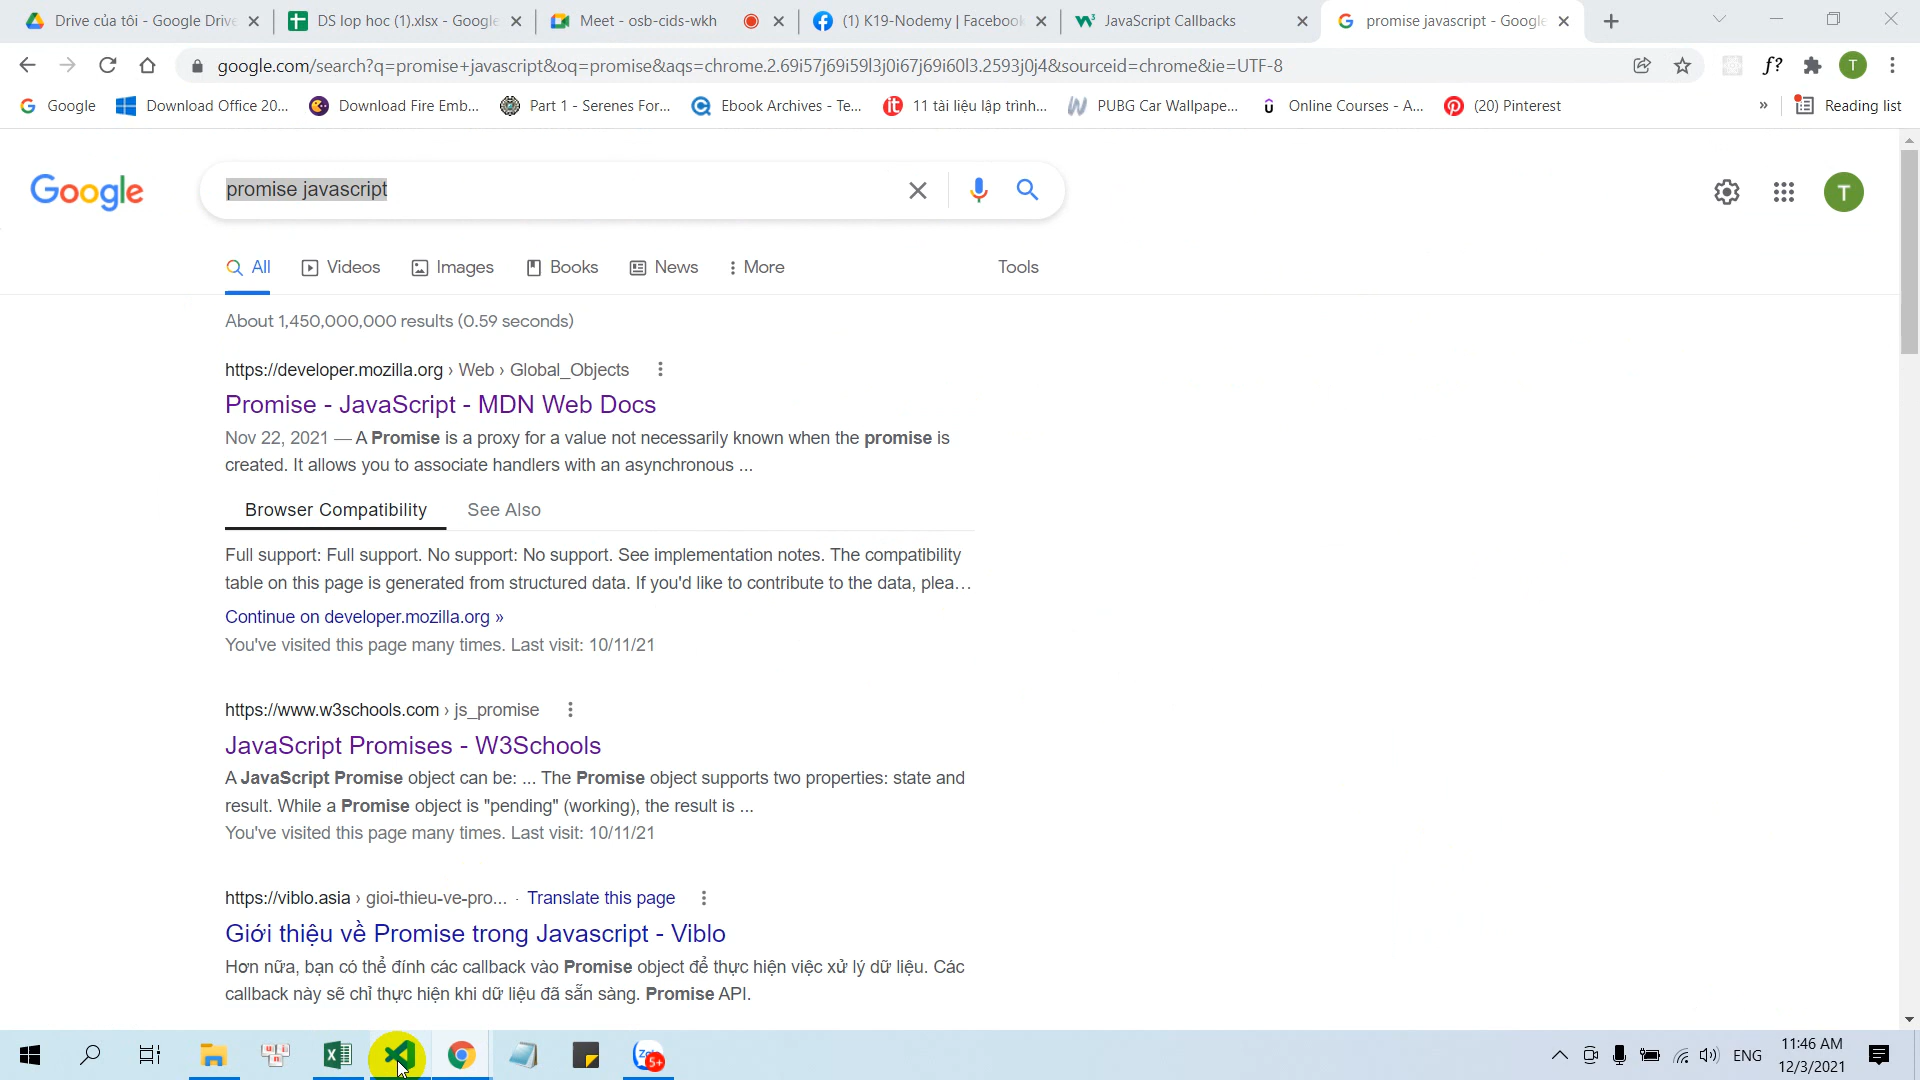 Drive của tôi - Google Drive
DS lop hoc (1).xlsx - Google
Meet - osb-cids-wkh
(1) K19-Nodemy | Facebook
JavaScript Callbacks
promise javascript - Google
google.com/search?q=promise+javascript&oq=promise&aqs=chrome.2.69i57j69i59l3j0i67j69i60l3.2593j0j4&sourceid=chrome&ie=UTF-8
f?
T
Google
Download Office 20...
Download Fire Emb...
Part 1 - Serenes For...
Ebook Archives - Te...
11 tài liệu lập trình...
PUBG Car Wallpape...
Online Courses - A...
(20) Pinterest
»
Reading list
Google
promise javascript
T
All
Videos
Images
Books
News
More
Tools
About 1,450,000,000 results (0.59 seconds)
https://developer.mozilla.org › Web › Global_Objects
Promise - JavaScript - MDN Web Docs
Nov 22, 2021 — A Promise is a proxy for a value not necessarily known when the promise is
created. It allows you to associate handlers with an asynchronous ...
Browser Compatibility
See Also
Full support: Full support. No support: No support. See implementation notes. The compatibility
table on this page is generated from structured data. If you'd like to contribute to the data, plea...
Continue on developer.mozilla.org »
You've visited this page many times. Last visit: 10/11/21
https://www.w3schools.com › js_promise
JavaScript Promises - W3Schools
A JavaScript Promise object can be: ... The Promise object supports two properties: state and
result. While a Promise object is "pending" (working), the result is ...
You've visited this page many times. Last visit: 10/11/21
https://viblo.asia › gioi-thieu-ve-pro... · Translate this page
Giới thiệu về Promise trong Javascript - Viblo
Hơn nữa, bạn có thể đính các callback vào Promise object để thực hiện việc xử lý dữ liệu. Các
callback này sẽ chỉ thực hiện khi dữ liệu đã sẵn sàng. Promise API.
5+
ENG
11:46 AM
12/3/2021